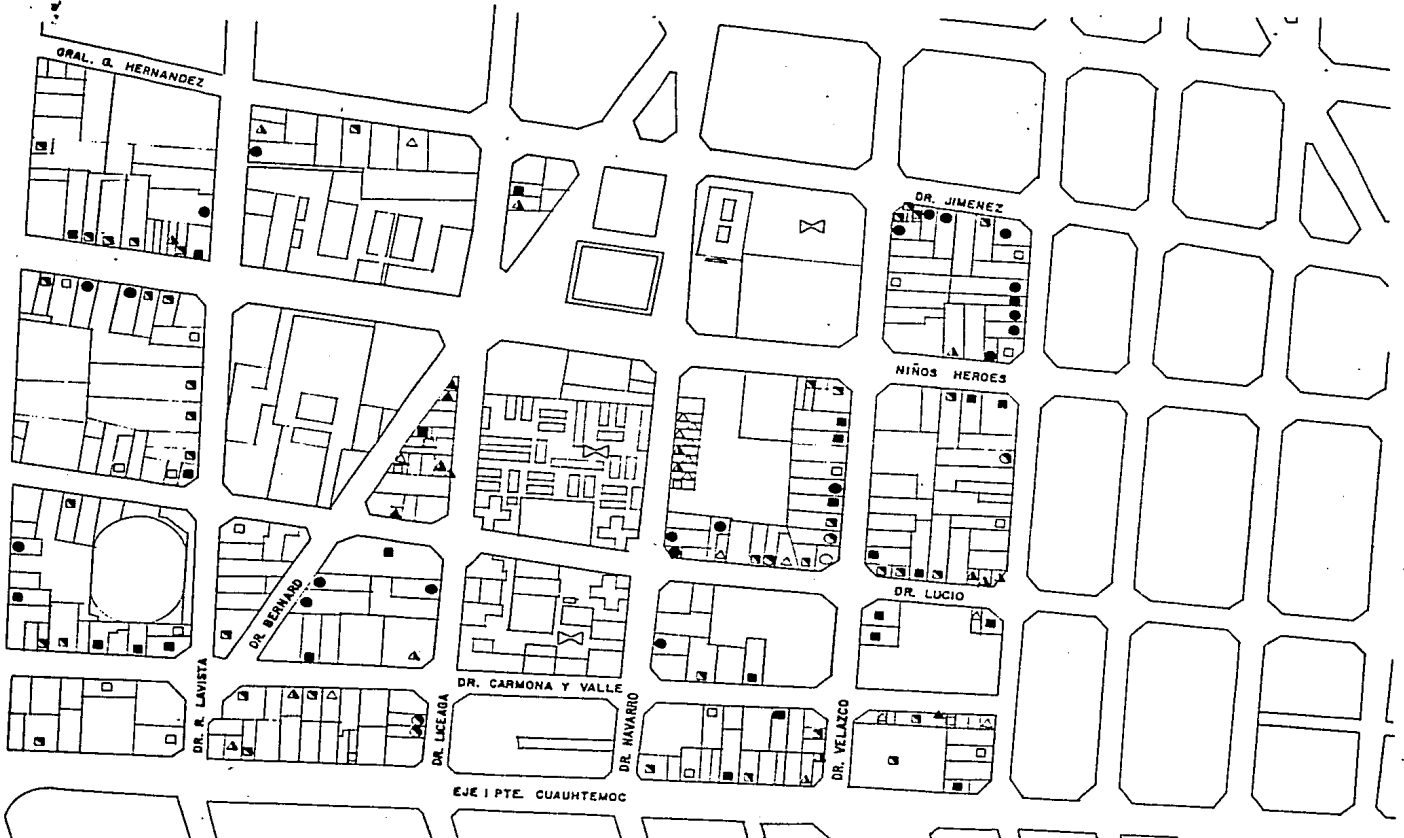 GRAL. G. HERNANDEZ
DR. JIMENEZ
NIÑOS HEROES
DR. LUCIO
DR. BERNARD
DR. R. LAVISTA
DR. CARMONA Y VALLE
DR. LICEAGA
DR. NAVARRO
DR. VELAZCO
EJE 1 PTE. CUAUHTEMOC